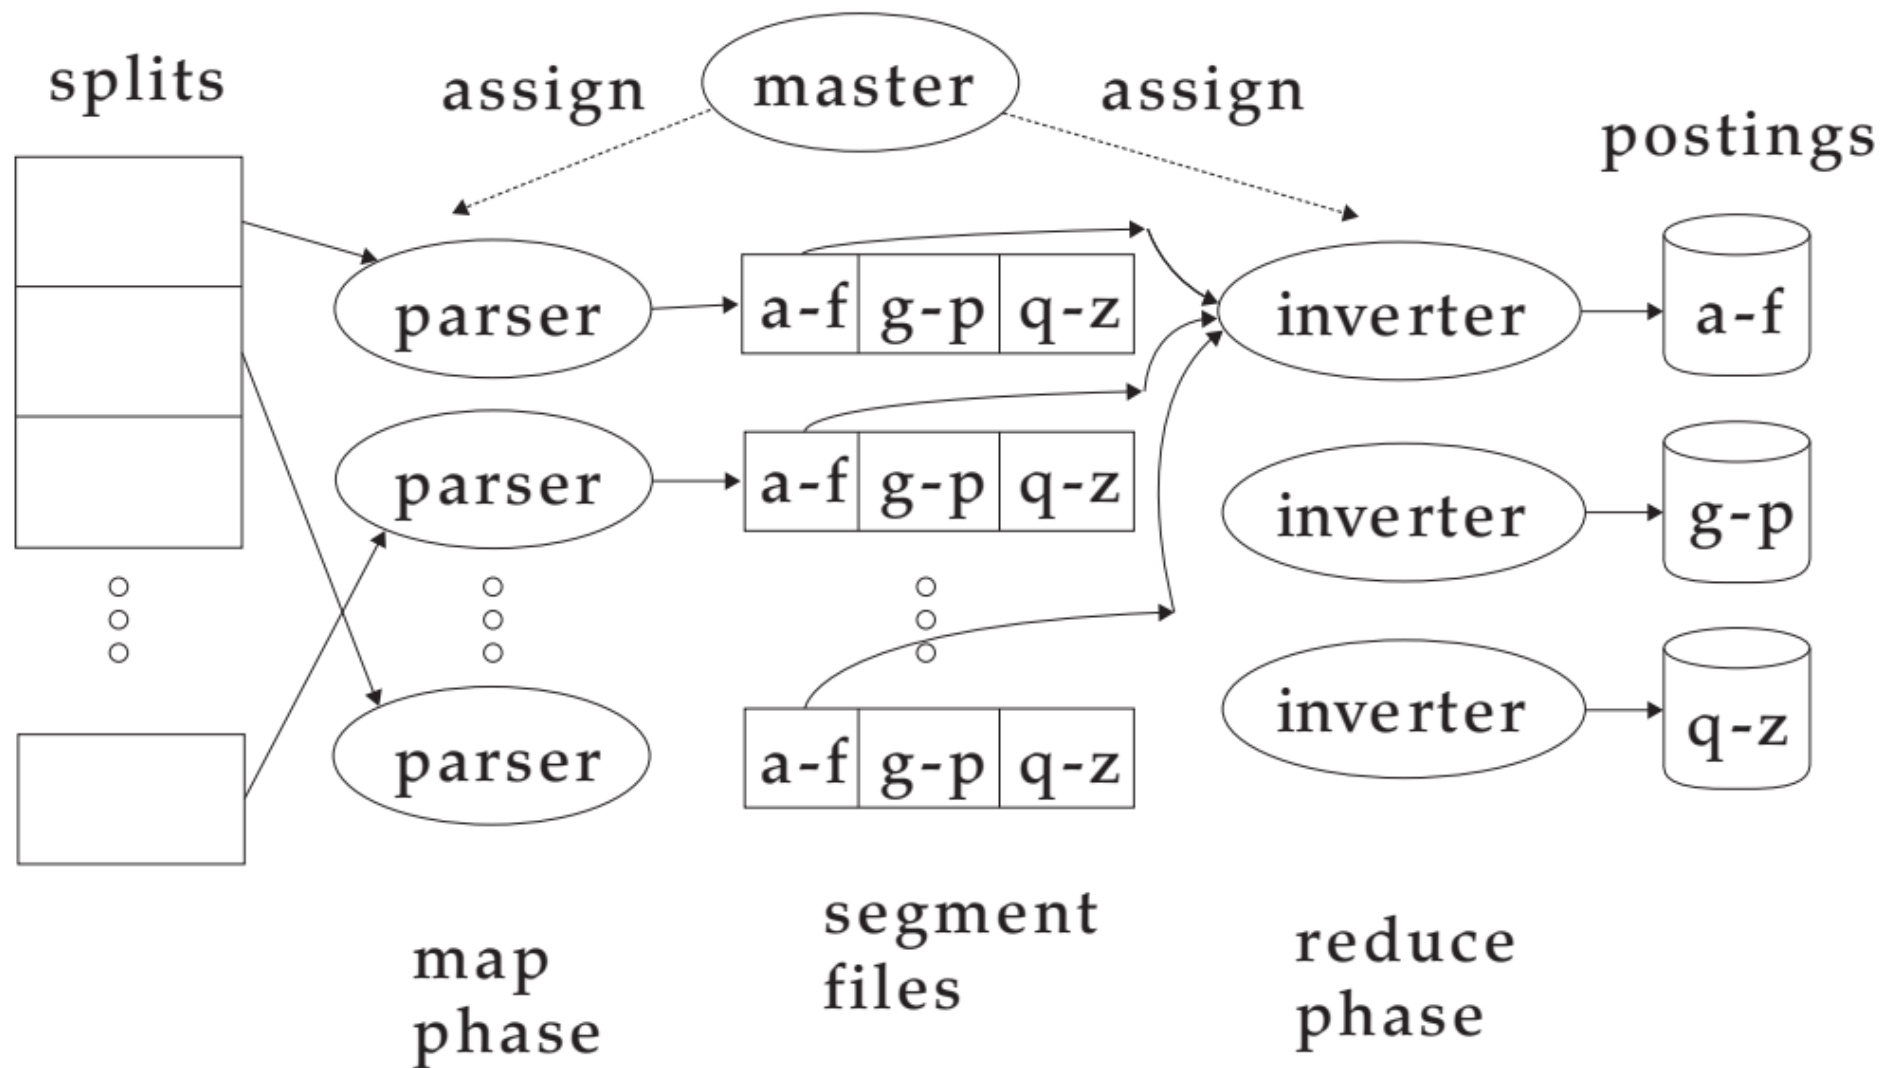 splits
assign
master
assign
postings
parser
a-f
g-p
q-z
inverter
a-f
parser
a-f
g-p
q-z
inverter
g-p
parser
a-f
g-p
q-z
inverter
q-z
map
phase
segment
files
reduce
phase